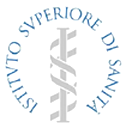 ISTITVTO SVPERIORE DI SANITÀ